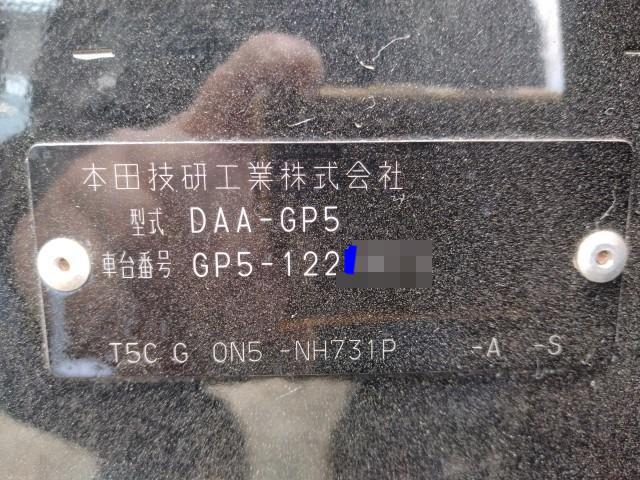 本田技研工業株式会社
型式 DAA-GP5
車台番号 GP5-122
T5C G ON5 -NH731P -A -S